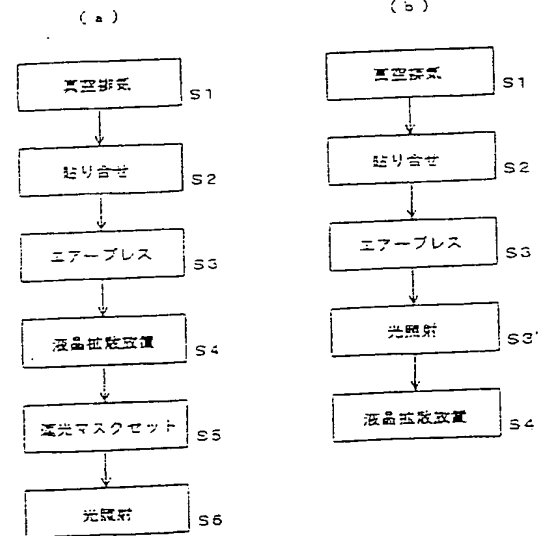 (a)
真空排気 S1
貼り合せ S2
エアープレス S3
液晶拡散放置 S4
遮光マスクセット S5
光照射 S6
(b)
真空排気 S1
貼り合せ S2
エアープレス S3
光照射 S3'
液晶拡散放置 S4